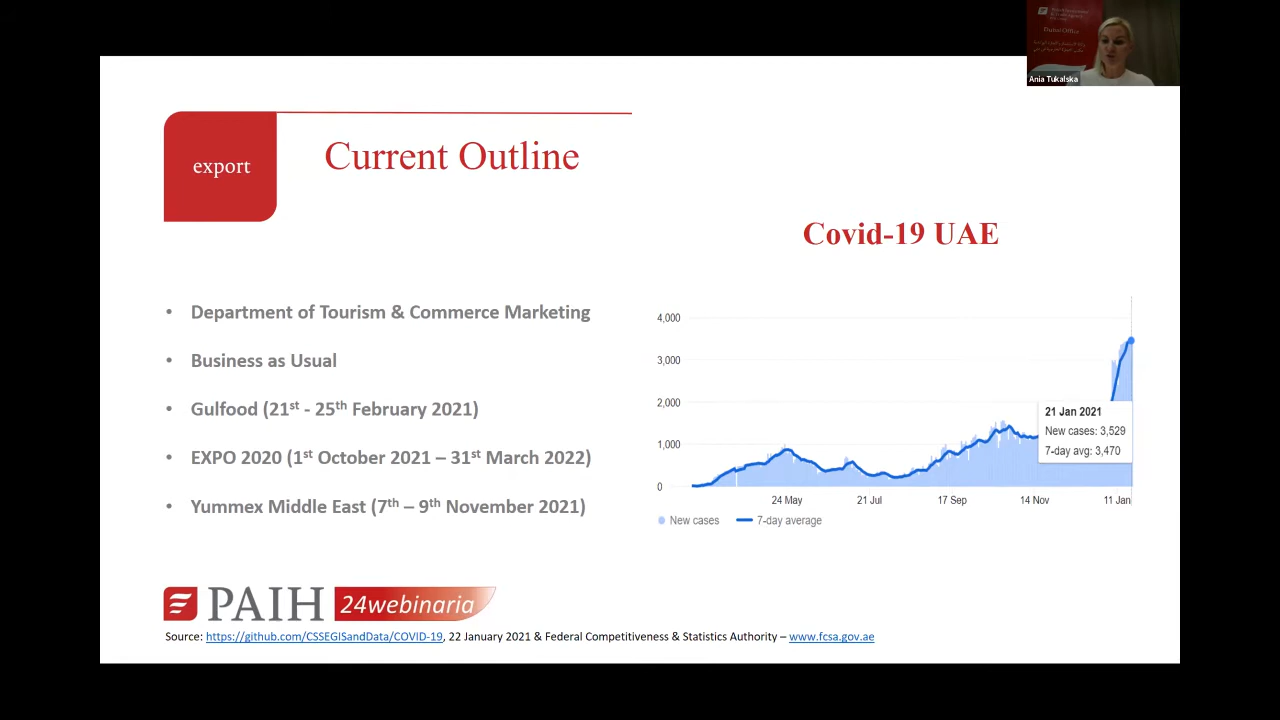 Dubai Office
Ania Tukalska
export
Current Outline
Covid-19 UAE
• Department of Tourism & Commerce Marketing
• Business as Usual
• Gulfood (21st - 25th February 2021)
• EXPO 2020 (1st October 2021 – 31st March 2022)
• Yummex Middle East (7th – 9th November 2021)
4,000
3,000
2,000
1,000
0
21 Jan 2021
New cases: 3,529
7-day avg: 3,470
24 May 21 Jul 17 Sep 14 Nov 11 Jan
New cases 7-day average
PAIH 24webinaria
Source: https://github.com/CSSEGISandData/COVID-19, 22 January 2021 & Federal Competitiveness & Statistics Authority – www.fcsa.gov.ae